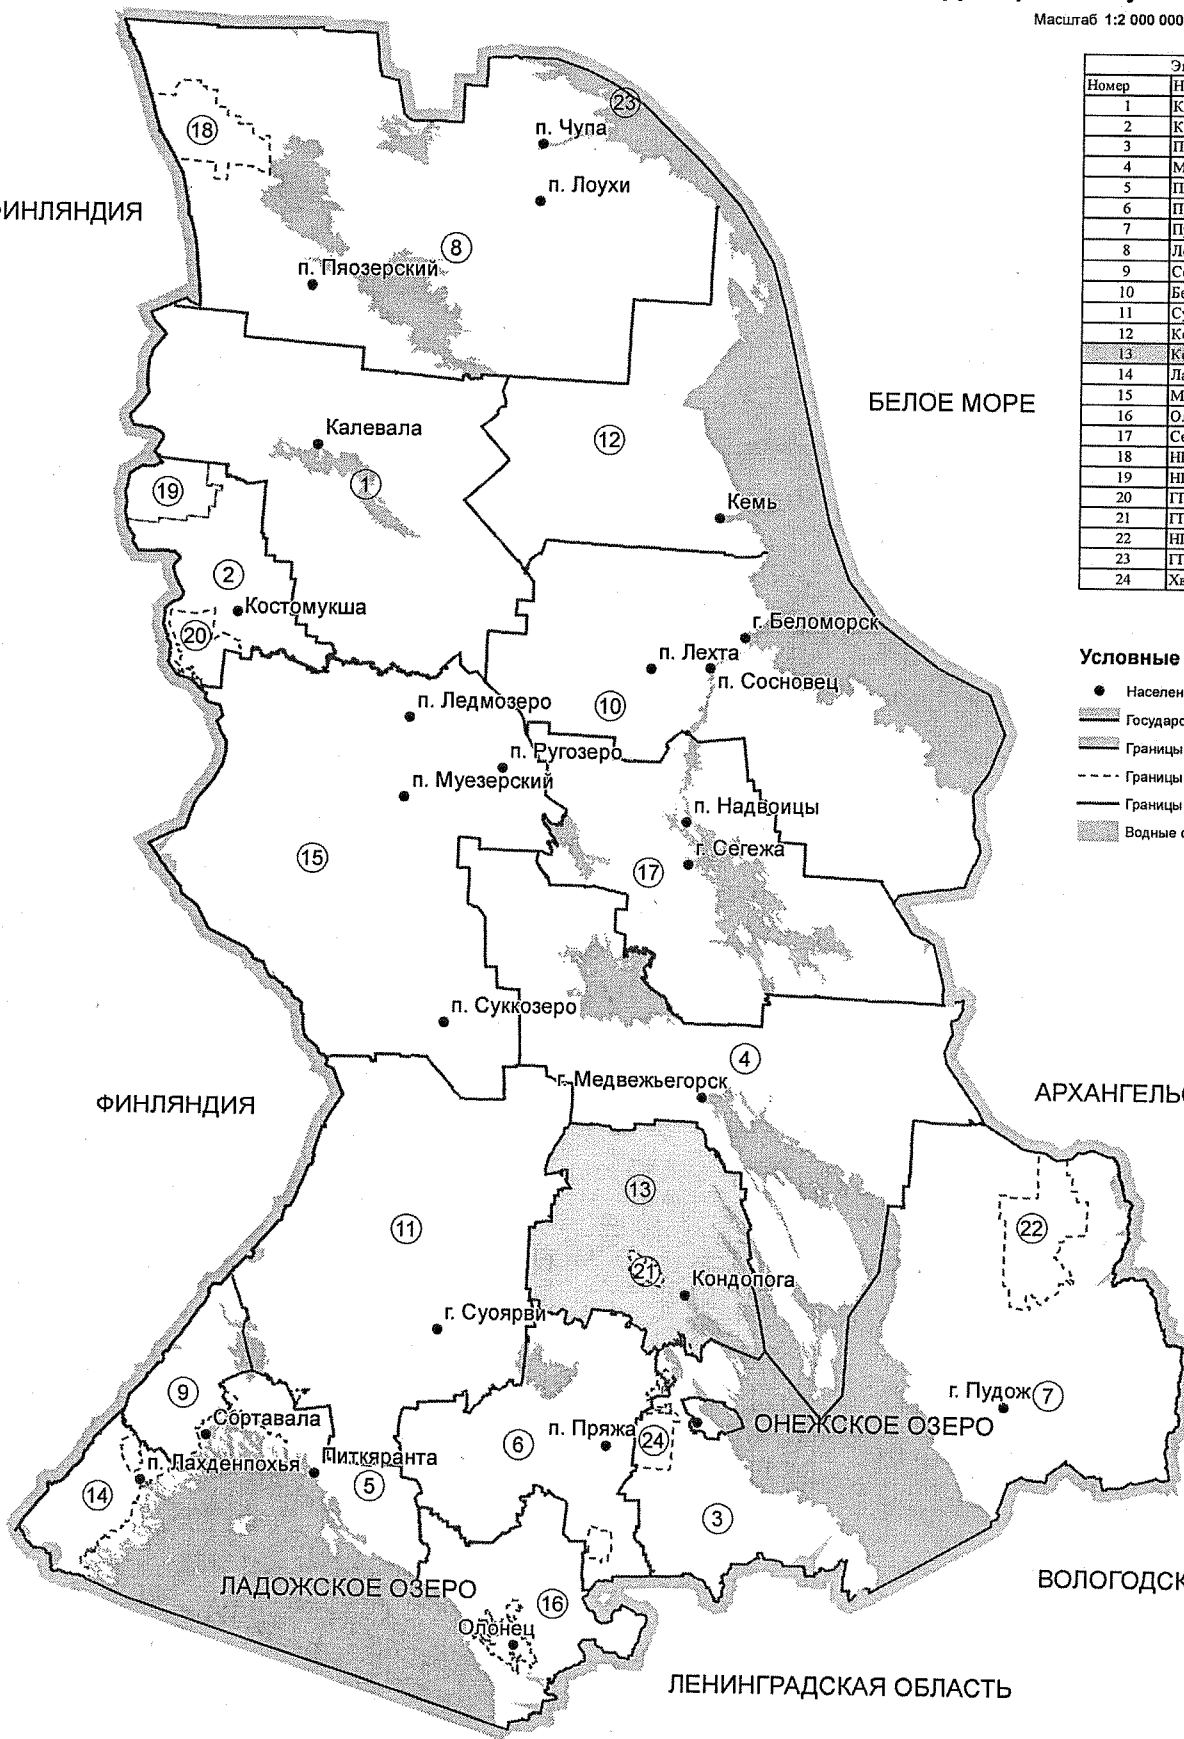 Масштаб 1:2 000 000
Номер
1
2
3
4
5
6
7
8
9
10
11
12
13
14
15
16
17
18
19
20
21
22
23
24
Условные
23
18
п. Чупа
п. Лоухи
8
п. Пяозерский
БЕЛОЕ МОРЕ
Калевала
12
1
19
Кемь
2
Костомукша
20
г. Беломорск
п. Лехта
п. Сосновец
10
п. Ледмозеро
п. Ругозеро
п. Муезерский
п. Надвоицы
г. Сегежа
15
17
п. Суккозеро
4
г. Медвежьегорск
ФИНЛЯНДИЯ
13
11
22
21
Кондопога
г. Суоярви
9
г. Пудож
7
Сортавала
ОНЕЖСКОЕ ОЗЕРО
п. Пряжа
6
24
п. Лахденпохья
Питкяранта
5
14
3
ЛАДОЖСКОЕ ОЗЕРО
16
Олонец
ЛЕНИНГРАДСКАЯ ОБЛАСТЬ